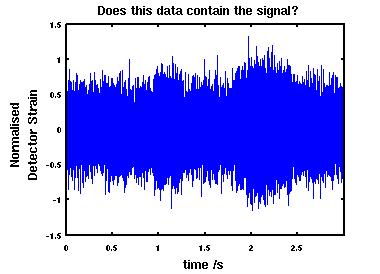 Does this data contain the signal?
1.5
1
0.5
0
-0.5
-1
-1.5
Normalised
Detector Strain
0 0.5 1 1.5 2 2.5
time /s